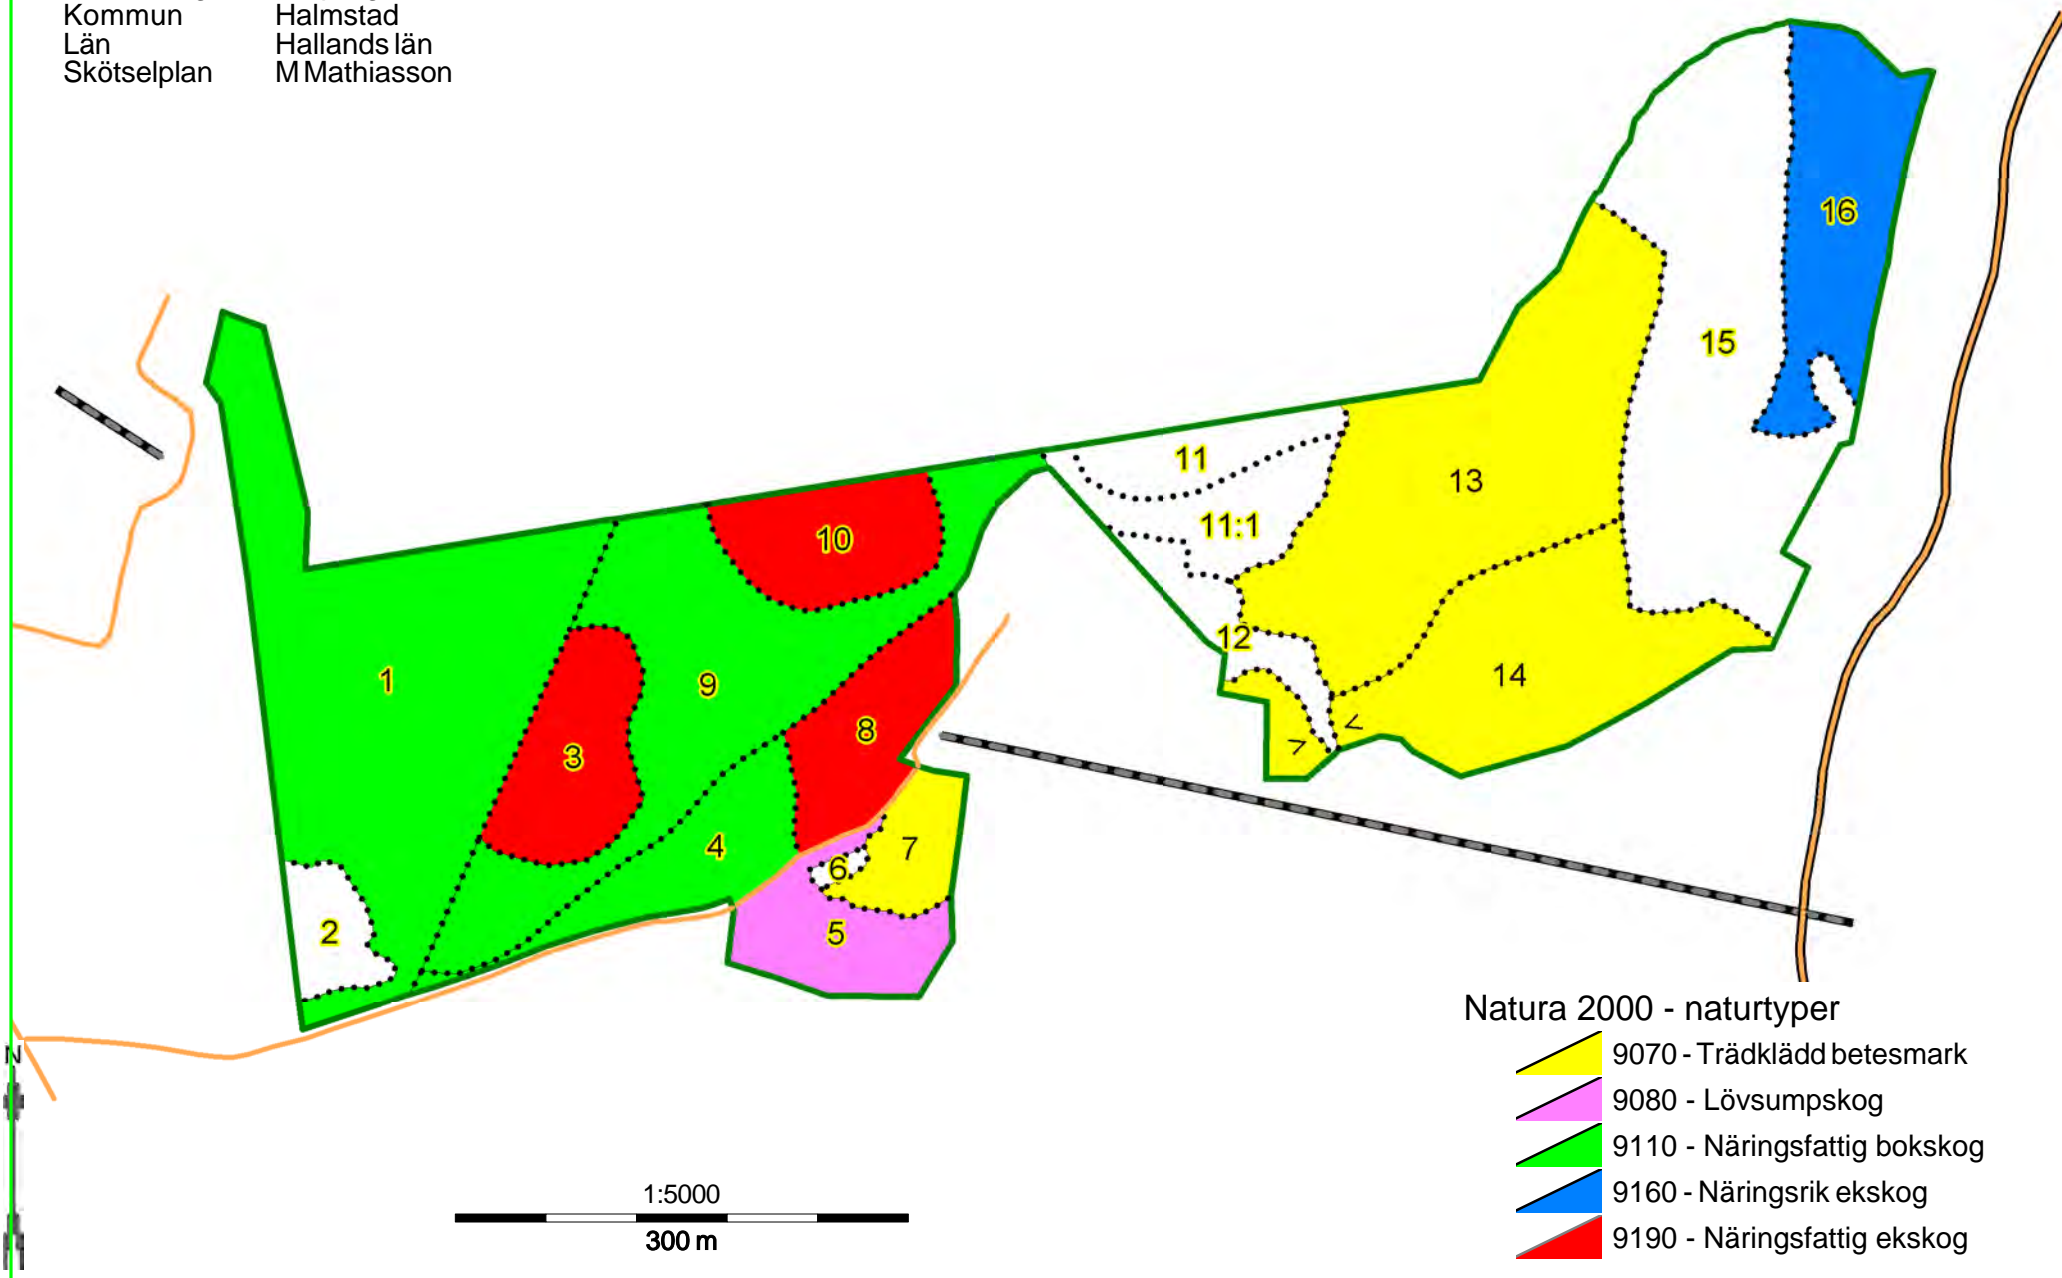 Kommun Halmstad
Län Hallands län
Skötselplan M Mathiasson
16
15
11
13
11:1
10
12
1
9
14
8
3
4
7
6
2
5
N
Natura 2000 - naturtyper
9070 - Trädklädd betesmark
9080 - Lövsumpskog
9110 - Näringsfattig bokskog
9160 - Näringsrik ekskog
9190 - Näringsfattig ekskog
1:5000
300 m